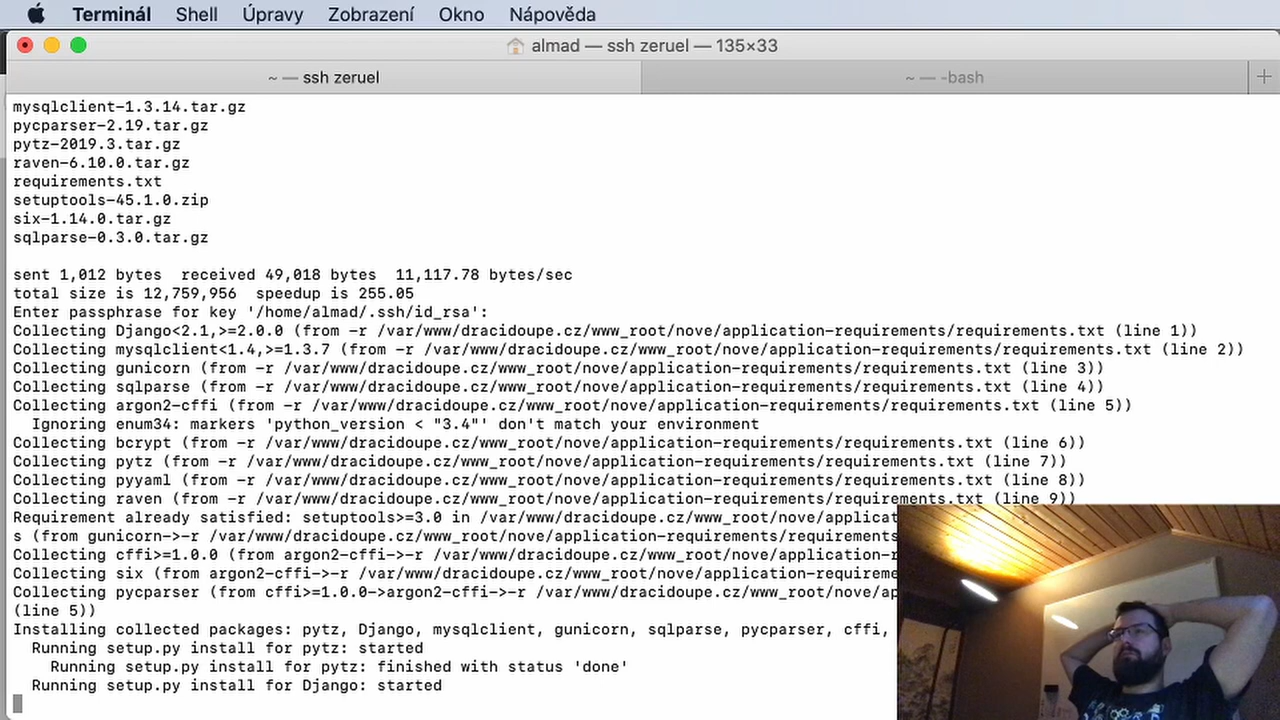 Terminál Shell Úpravy Zobrazení Okno Nápověda
almad — ssh zeruel — 135×33
~ — ssh zeruel
~ — -bash
mysqlclient-1.3.14.tar.gz
pycparser-2.19.tar.gz
pytz-2019.3.tar.gz
raven-6.10.0.tar.gz
requirements.txt
setuptools-45.1.0.zip
six-1.14.0.tar.gz
sqlparse-0.3.0.tar.gz
sent 1,012 bytes  received 49,018 bytes  11,117.78 bytes/sec
total size is 12,759,956  speedup is 255.05
Enter passphrase for key '/home/almad/.ssh/id_rsa':
Collecting Django<2.1,>=2.0.0 (from -r /var/www/dracidoupe.cz/www_root/nove/application-requirements/requirements.txt (line 1))
Collecting mysqlclient<1.4,>=1.3.7 (from -r /var/www/dracidoupe.cz/www_root/nove/application-requirements/requirements.txt (line 2))
Collecting gunicorn (from -r /var/www/dracidoupe.cz/www_root/nove/application-requirements/requirements.txt (line 3))
Collecting sqlparse (from -r /var/www/dracidoupe.cz/www_root/nove/application-requirements/requirements.txt (line 4))
Collecting argon2-cffi (from -r /var/www/dracidoupe.cz/www_root/nove/application-requirements/requirements.txt (line 5))
  Ignoring enum34: markers 'python_version < "3.4"' don't match your environment
Collecting bcrypt (from -r /var/www/dracidoupe.cz/www_root/nove/application-requirements/requirements.txt (line 6))
Collecting pytz (from -r /var/www/dracidoupe.cz/www_root/nove/application-requirements/requirements.txt (line 7))
Collecting pyyaml (from -r /var/www/dracidoupe.cz/www_root/nove/application-requirements/requirements.txt (line 8))
Collecting raven (from -r /var/www/dracidoupe.cz/www_root/nove/application-requirements/requirements.txt (line 9))
Requirement already satisfied: setuptools>=3.0 in /var/www/dracidoupe.cz/www_root/nove/application
s (from gunicorn->-r /var/www/dracidoupe.cz/www_root/nove/application-requirements/requirements
Collecting cffi>=1.0.0 (from argon2-cffi->-r /var/www/dracidoupe.cz/www_root/nove/application-r
Collecting six (from argon2-cffi->-r /var/www/dracidoupe.cz/www_root/nove/application-requireme
Collecting pycparser (from cffi>=1.0.0->argon2-cffi->-r /var/www/dracidoupe.cz/www_root/nove/ap
(line 5))
Installing collected packages: pytz, Django, mysqlclient, gunicorn, sqlparse, pycparser, cffi,
  Running setup.py install for pytz: started
    Running setup.py install for pytz: finished with status 'done'
  Running setup.py install for Django: started